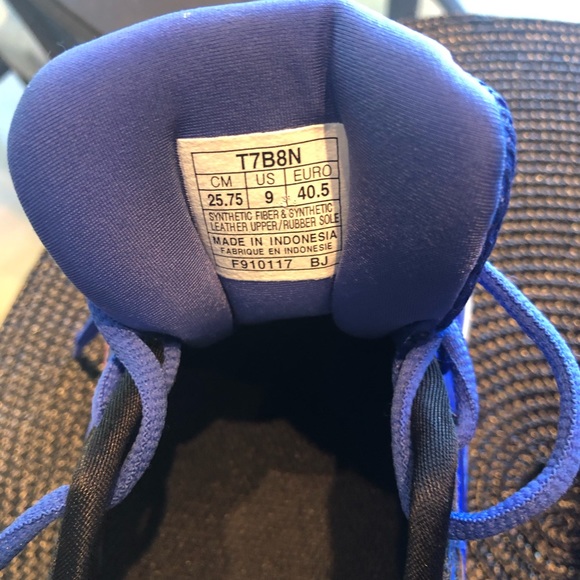 T7B8N
CM US EURO
25.75 9 40.5
SYNTHETIC FIBER & SYNTHETIC
LEATHER UPPER/RUBBER SOLE
MADE IN INDONESIA
FABRIQUE EN INDONESIE
F910117 BJ